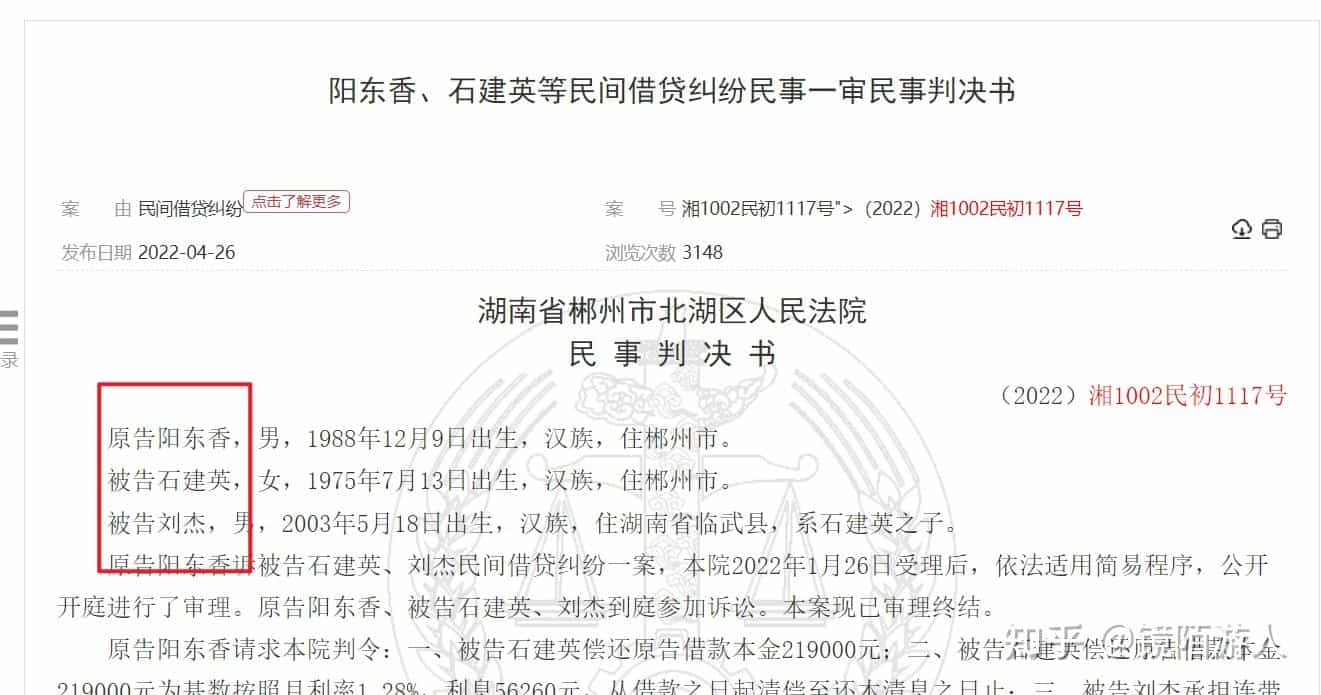 阳东香、石建英等民间借贷纠纷民事一审民事判决书
案 由 民间借贷纠纷 点击了解更多 案 号 湘1002民初1117号">（2022）湘1002民初1117号
发布日期 2022-04-26 浏览次数 3148
湖南省郴州市北湖区人民法院
民 事 判 决 书
录
（2022）湘1002民初1117号
原告阳东香，男，1988年12月9日出生，汉族，住郴州市。
被告石建英，女，1975年7月13日出生，汉族，住郴州市。
被告刘杰，男，2003年5月18日出生，汉族，住湖南省临武县，系石建英之子。
原告阳东香诉被告石建英、刘杰民间借贷纠纷一案，本院2022年1月26日受理后，依法适用简易程序，公开
开庭进行了审理。原告阳东香、被告石建英、刘杰到庭参加诉讼。本案现已审理终结。
原告阳东香请求本院判令：一、被告石建英偿还原告借款本金219000元；二、被告石建英偿还原告借款本金
219000元为基数按照月利率1.28%，利息56260元，从借款之日起清偿至还本清息之日止；三、被告刘杰承担连带
知乎 @镜陌游人